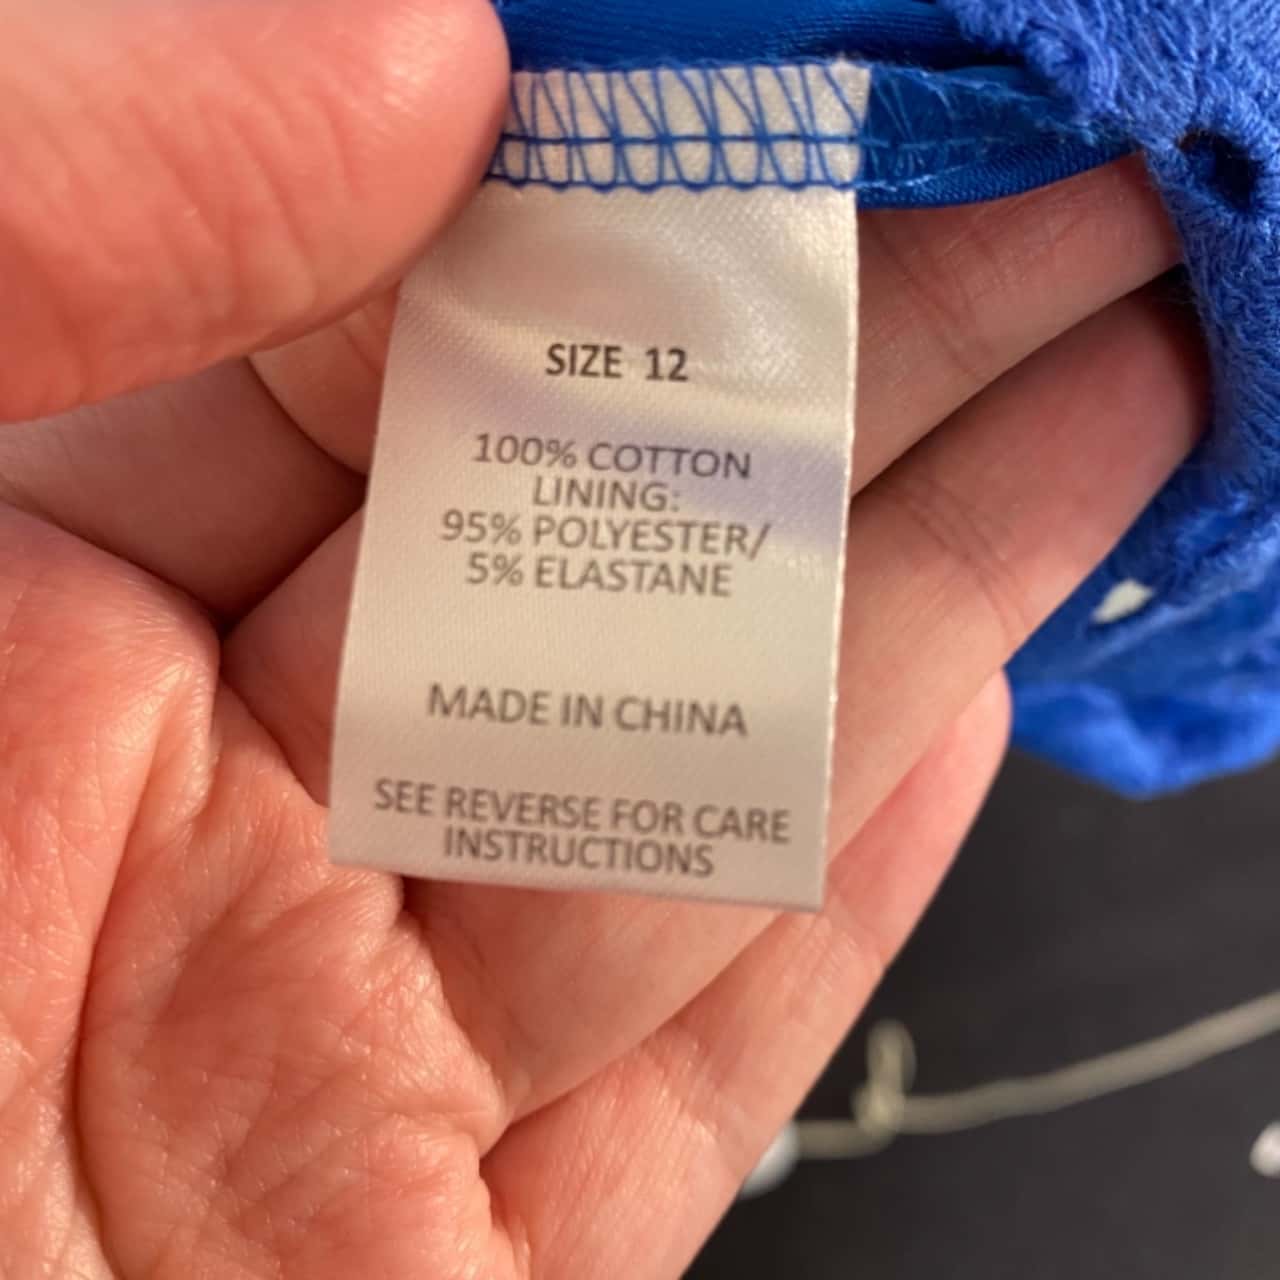 SIZE 12
100% COTTON
LINING:
95% POLYESTER/
5% ELASTANE
MADE IN CHINA
SEE REVERSE FOR CARE
INSTRUCTIONS